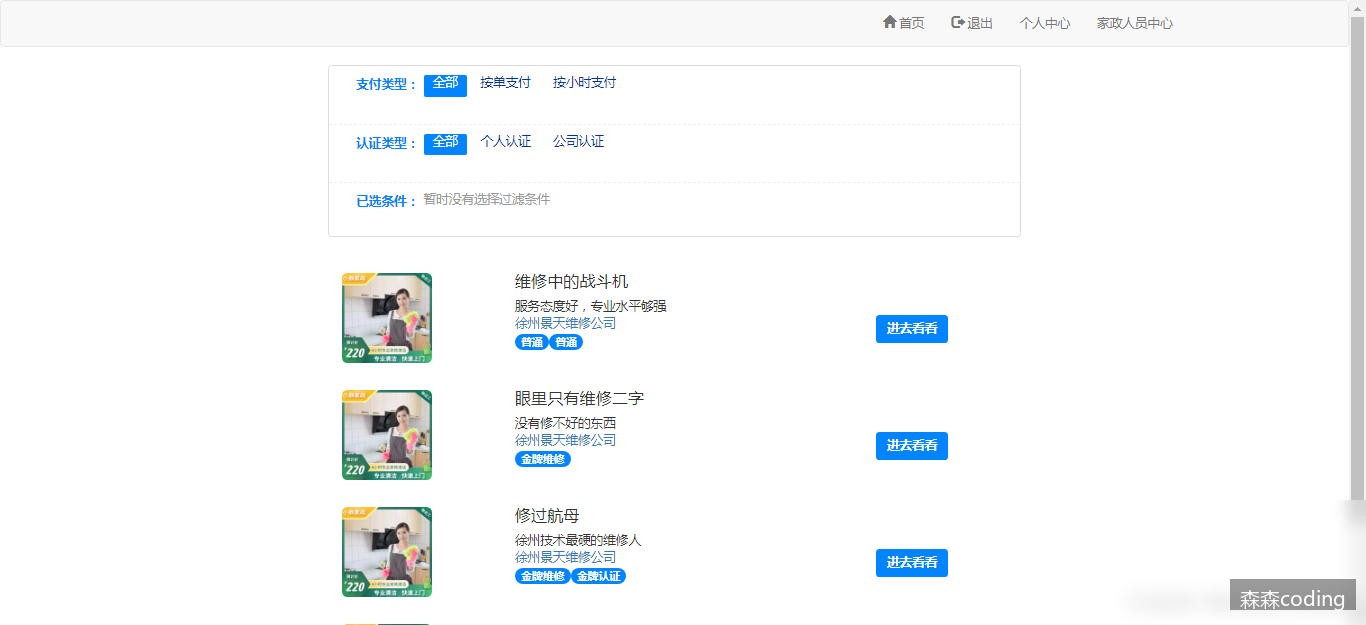 首页 退出 个人中心 家政人员中心
支付类型： 全部 按单支付 按小时支付
认证类型： 全部 个人认证 公司认证
已选条件： 暂时没有选择过滤条件
维修中的战斗机
服务态度好，专业水平够强
徐州景天维修公司
普通 普通
进去看看
220
专业清洁 快速上门
眼里只有维修二字
没有修不好的东西
徐州景天维修公司
金牌维修
进去看看
220
专业清洁 快速上门
修过航母
徐州技术最硬的维修人
徐州景天维修公司
金牌维修 金牌认证
进去看看
220
专业清洁 快速上门
森森coding